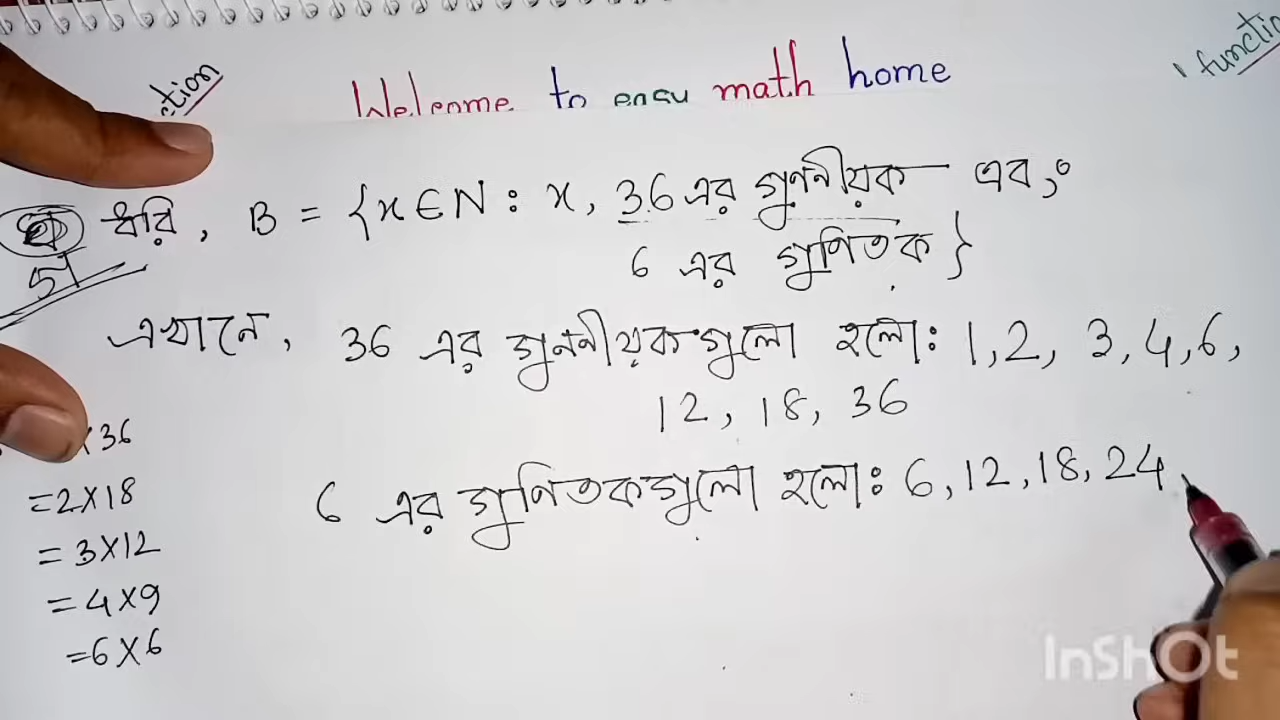 ction
function
Welcome to easy math home
ধরি, B = {x∈N : x, 36 এর গুণনীয়ক এবং
6 এর গুণিতক}
এখানে, 36 এর গুণনীয়কগুলো হলো: 1, 2, 3, 4, 6,
12, 18, 36
6 এর গুণিতকগুলো হলো: 6, 12, 18, 24,
× 36
= 2 × 18
= 3 × 12
= 4 × 9
= 6 × 6
InShOt